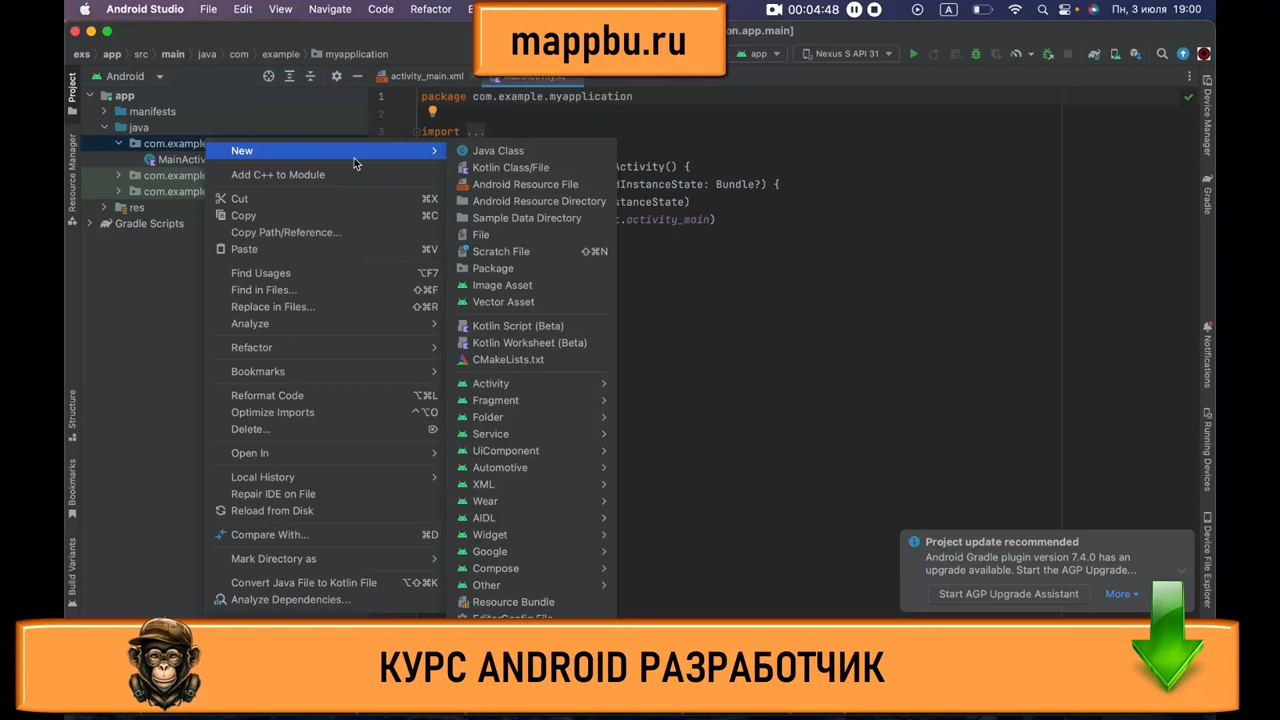 Android Studio File Edit View Navigate Code Refactor 00:04:48 A Пн, 3 июля 19:00
mappbu.ru
on.app.main]
exs app src main java com example myapplication app Nexus S API 31
Project Android activity_main.xml MainActivity.kt
app
manifests
java
com.example
MainActiv
com.example
com.example
res
Gradle Scripts
1 package com.example.myapplication
2
3 import ...
Activity() {
dInstanceState: Bundle?) {
stanceState)
t.activity_main)
New
Add C++ to Module
Cut ⌘X
Copy ⌘C
Copy Path/Reference...
Paste ⌘V
Find Usages ⌥F7
Find in Files... ⇧⌘F
Replace in Files... ⇧⌘R
Analyze
Refactor
Bookmarks
Reformat Code ⌥⌘L
Optimize Imports ^⌥O
Delete... ⌦
Open In
Local History
Repair IDE on File
Reload from Disk
Compare With... ⌘D
Mark Directory as
Convert Java File to Kotlin File ⌥⇧⌘K
Analyze Dependencies...
Java Class
Kotlin Class/File
Android Resource File
Android Resource Directory
Sample Data Directory
File
Scratch File ⇧⌘N
Package
Image Asset
Vector Asset
Kotlin Script (Beta)
Kotlin Worksheet (Beta)
CMakeLists.txt
Activity
Fragment
Folder
Service
UiComponent
Automotive
XML
Wear
AIDL
Widget
Google
Compose
Other
Resource Bundle
EditorConfig File
Resource Manager
Structure
Bookmarks
Build Variants
Device Manager
Gradle
Notifications
Running Devices
Device File Explorer
Project update recommended
Android Gradle plugin version 7.4.0 has an
upgrade available. Start the AGP Upgrade...
Start AGP Upgrade Assistant More
КУРС ANDROID РАЗРАБОТЧИК